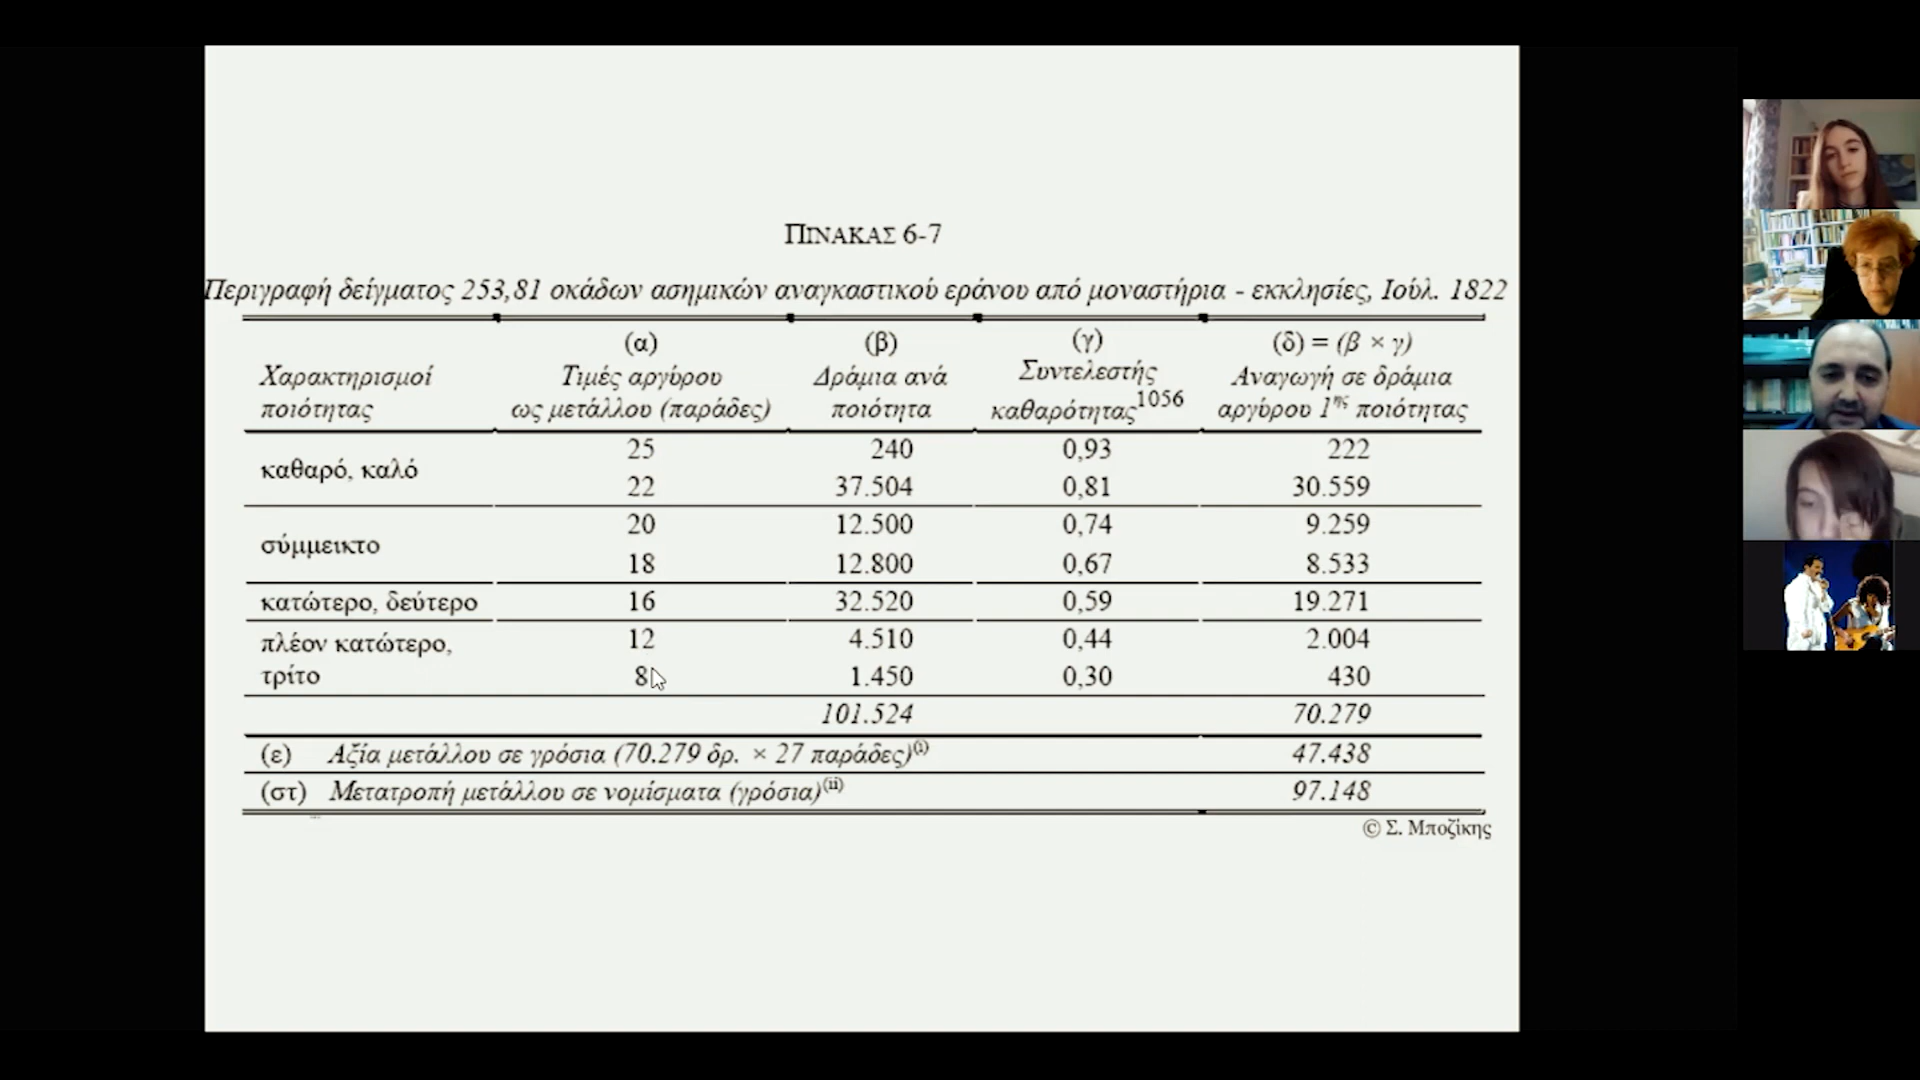 ΠΙΝΑΚΑΣ 6-7
Περιγραφή δείγματος 253,81 οκάδων ασημικών αναγκαστικού εράνου από μοναστήρια - εκκλησίες, Ιούλ. 1822
(α) (β) (γ) (δ) = (β × γ)
Χαρακτηρισμοί Τιμές αργύρου Δράμια ανά Συντελεστής Αναγωγή σε δράμια
ποιότητας ως μετάλλου (παράδες) ποιότητα καθαρότητας1056 αργύρου 1ης ποιότητας
καθαρό, καλό 25 240 0,93 222
22 37.504 0,81 30.559
σύμμεικτο 20 12.500 0,74 9.259
18 12.800 0,67 8.533
κατώτερο, δεύτερο 16 32.520 0,59 19.271
πλέον κατώτερο, 12 4.510 0,44 2.004
τρίτο 8 1.450 0,30 430
101.524 70.279
(ε) Αξία μετάλλου σε γρόσια (70.279 δρ. × 27 παράδες)(i) 47.438
(στ) Μετατροπή μετάλλου σε νομίσματα (γρόσια)(ii) 97.148
© Σ. Μποζίκης